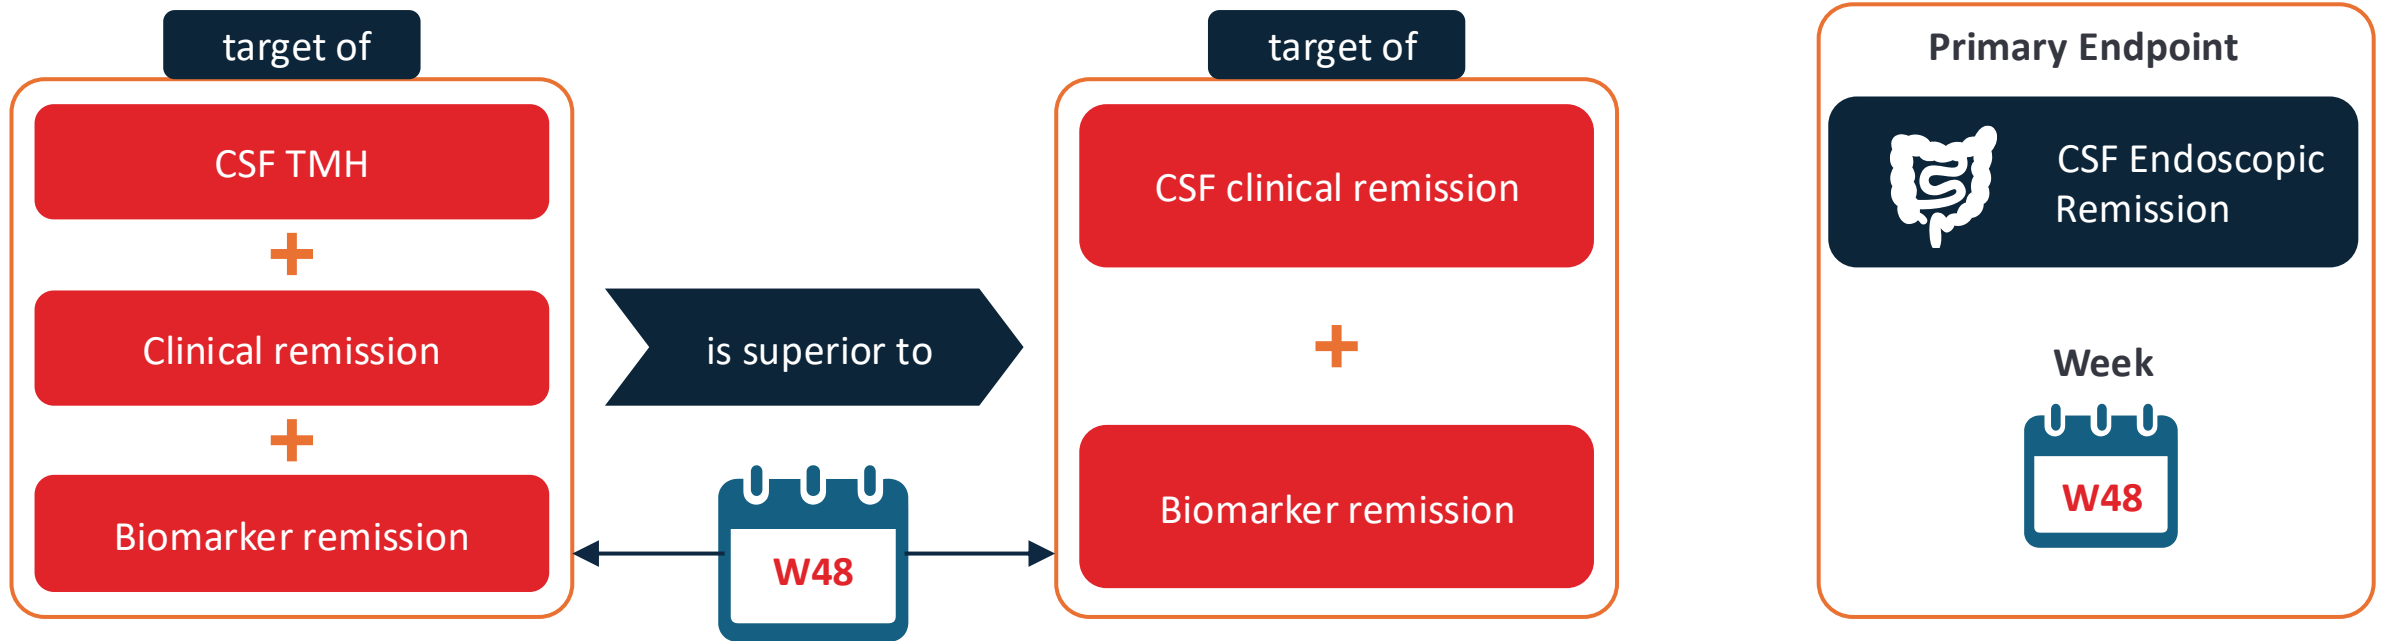 target of
CSF TMH
+
Clinical remission
+
Biomarker remission
is superior to
W48
target of
CSF clinical remission
+
Biomarker remission
Primary Endpoint
CSF Endoscopic
Remission
Week
W48